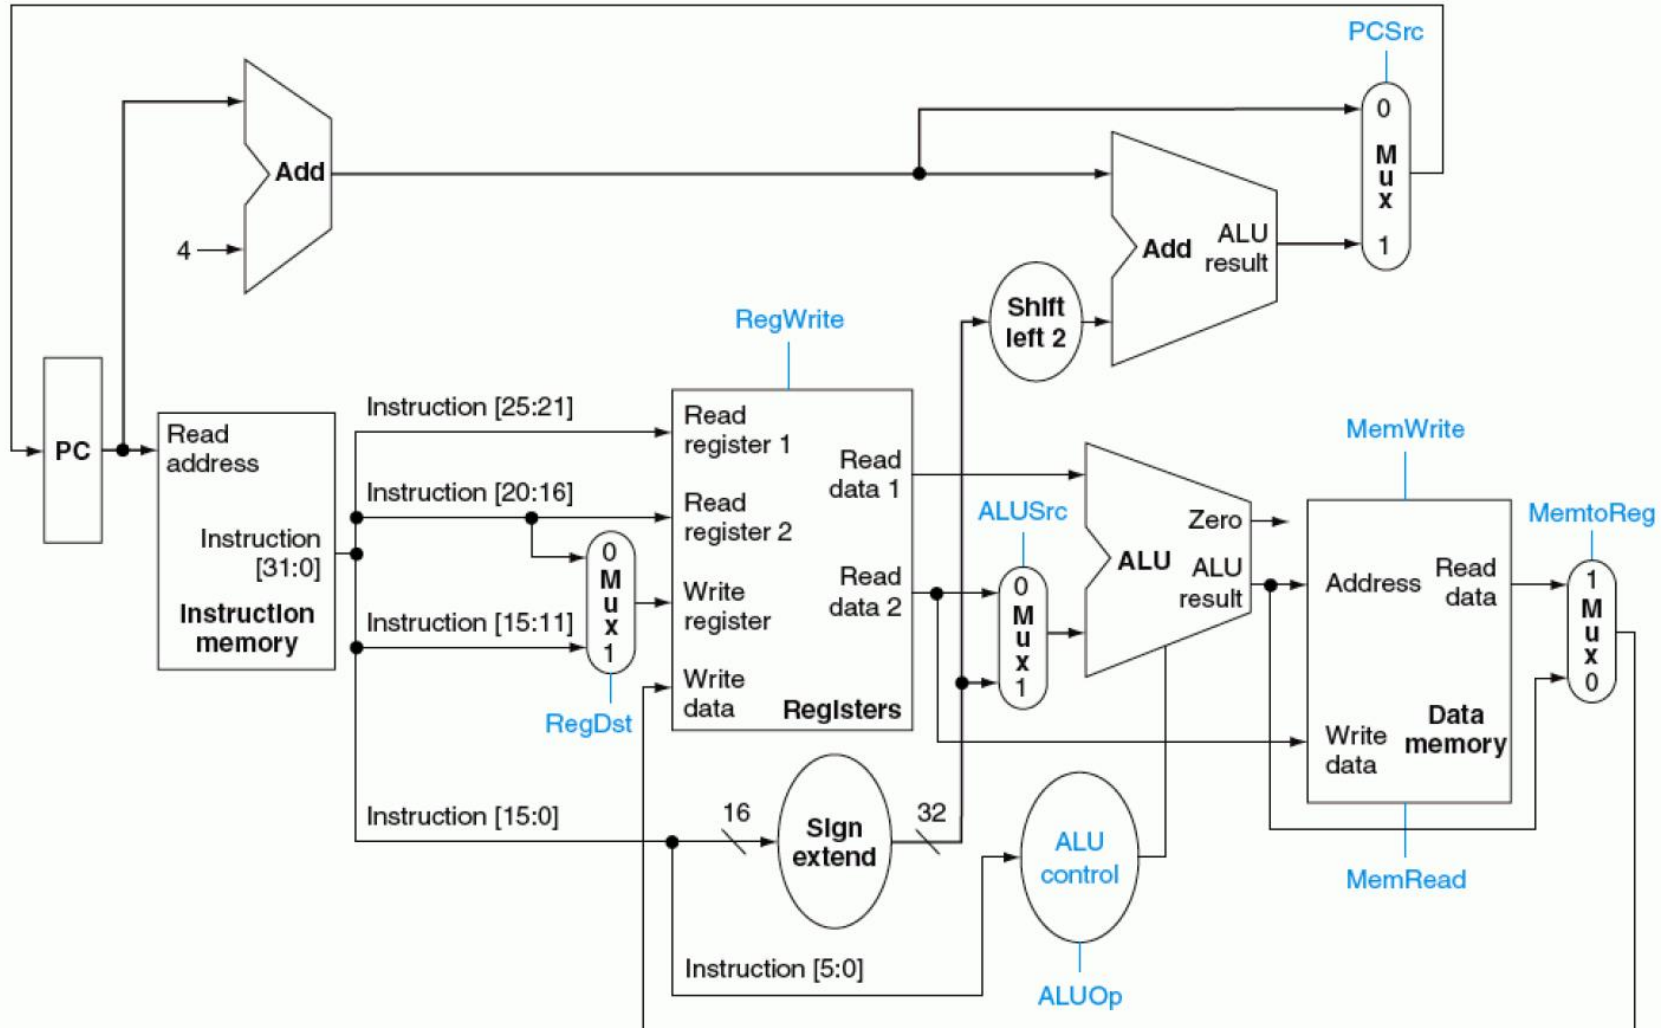 PCSrc
0
M
u
x
1
Add
4
Add
ALU
result
Shift
left 2
RegWrite
PC
Read
address
Instruction
[31:0]
Instruction
memory
Instruction [25:21]
Instruction [20:16]
Instruction [15:11]
0
M
u
x
1
RegDst
Read
register 1
Read
register 2
Write
register
Write
data
Read
data 1
Read
data 2
Registers
ALUSrc
0
M
u
x
1
Zero
ALU
ALU
result
MemWrite
Address
Read
data
Write
data
Data
memory
MemRead
MemtoReg
1
M
u
x
0
Instruction [15:0]
16
Sign
extend
32
ALU
control
Instruction [5:0]
ALUOp